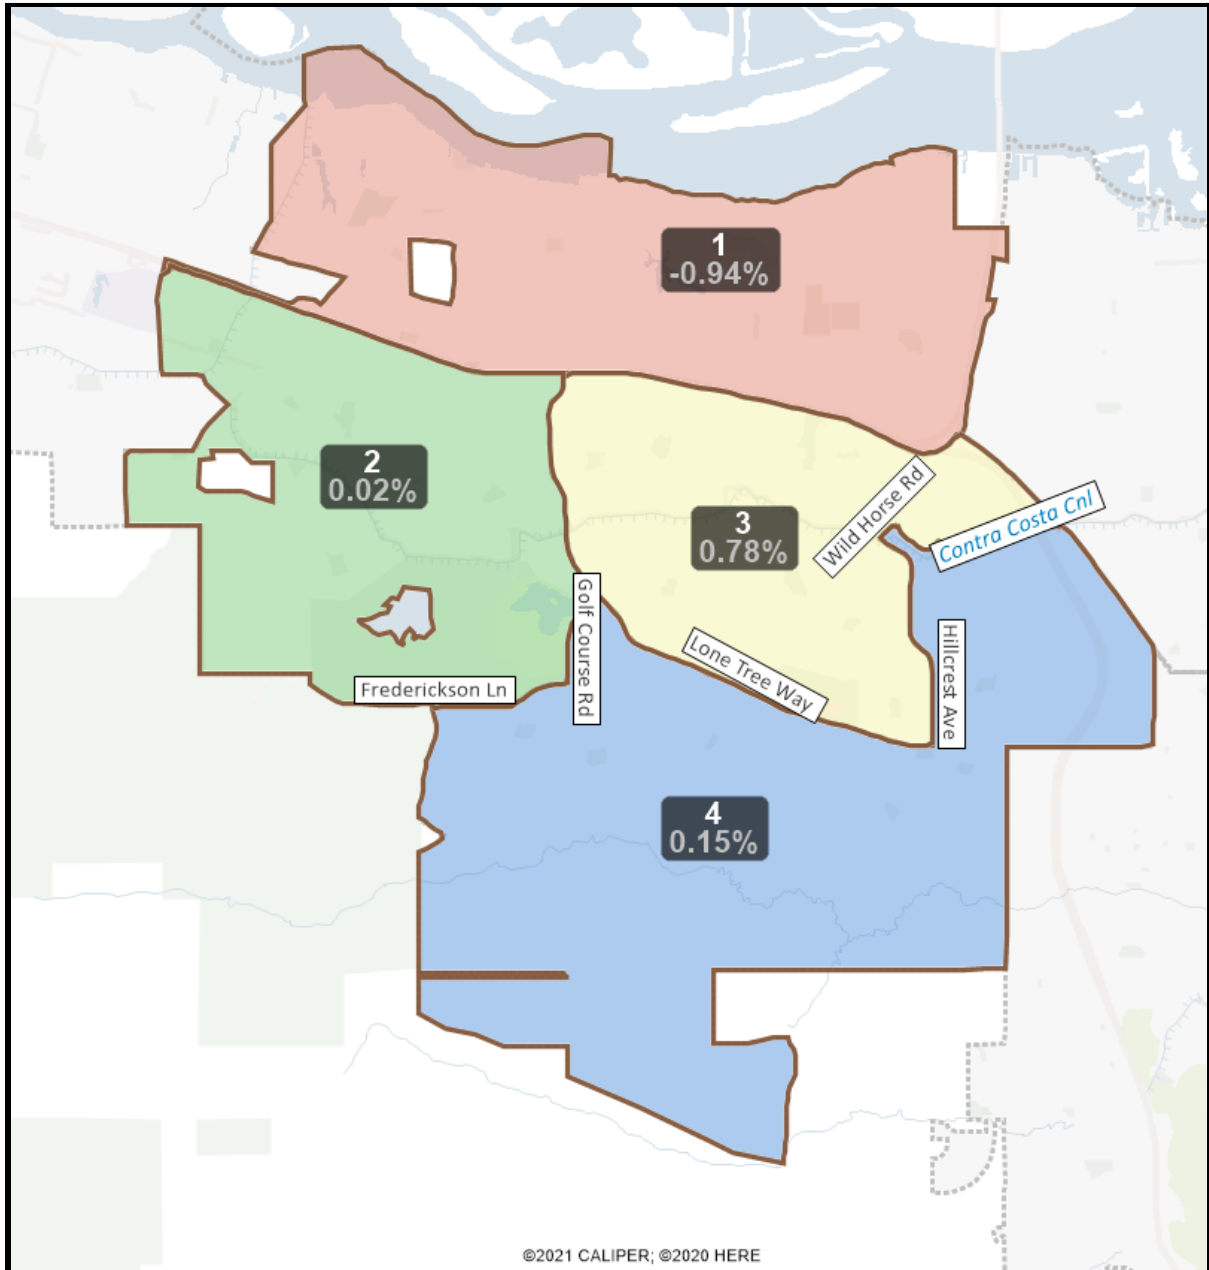 1
-0.94%
2
0.02%
3
0.78%
Wild Horse Rd
Contra Costa Cnl
Golf Course Rd
Hillcrest Ave
Lone Tree Way
Frederickson Ln
4
0.15%
©2021 CALIPER; ©2020 HERE